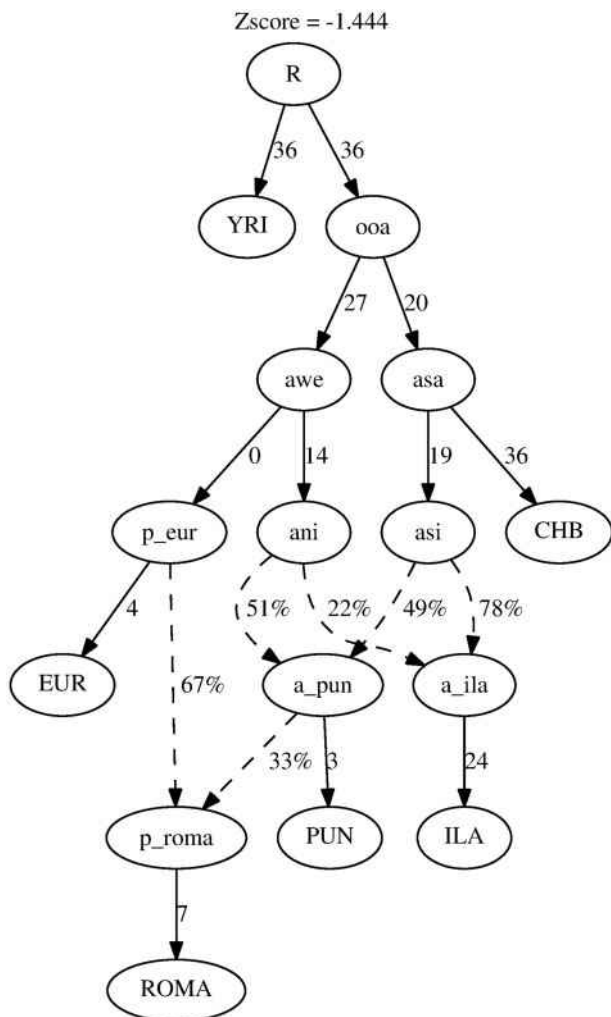 Zscore = -1.444
R
36 36
YRI ooa
27 20
awe asa
0 14 19 36
p_eur ani asi CHB
4 51% 22% 49% 78%
EUR 67% a_pun a_ila
33% 3 24
p_roma PUN ILA
7
ROMA